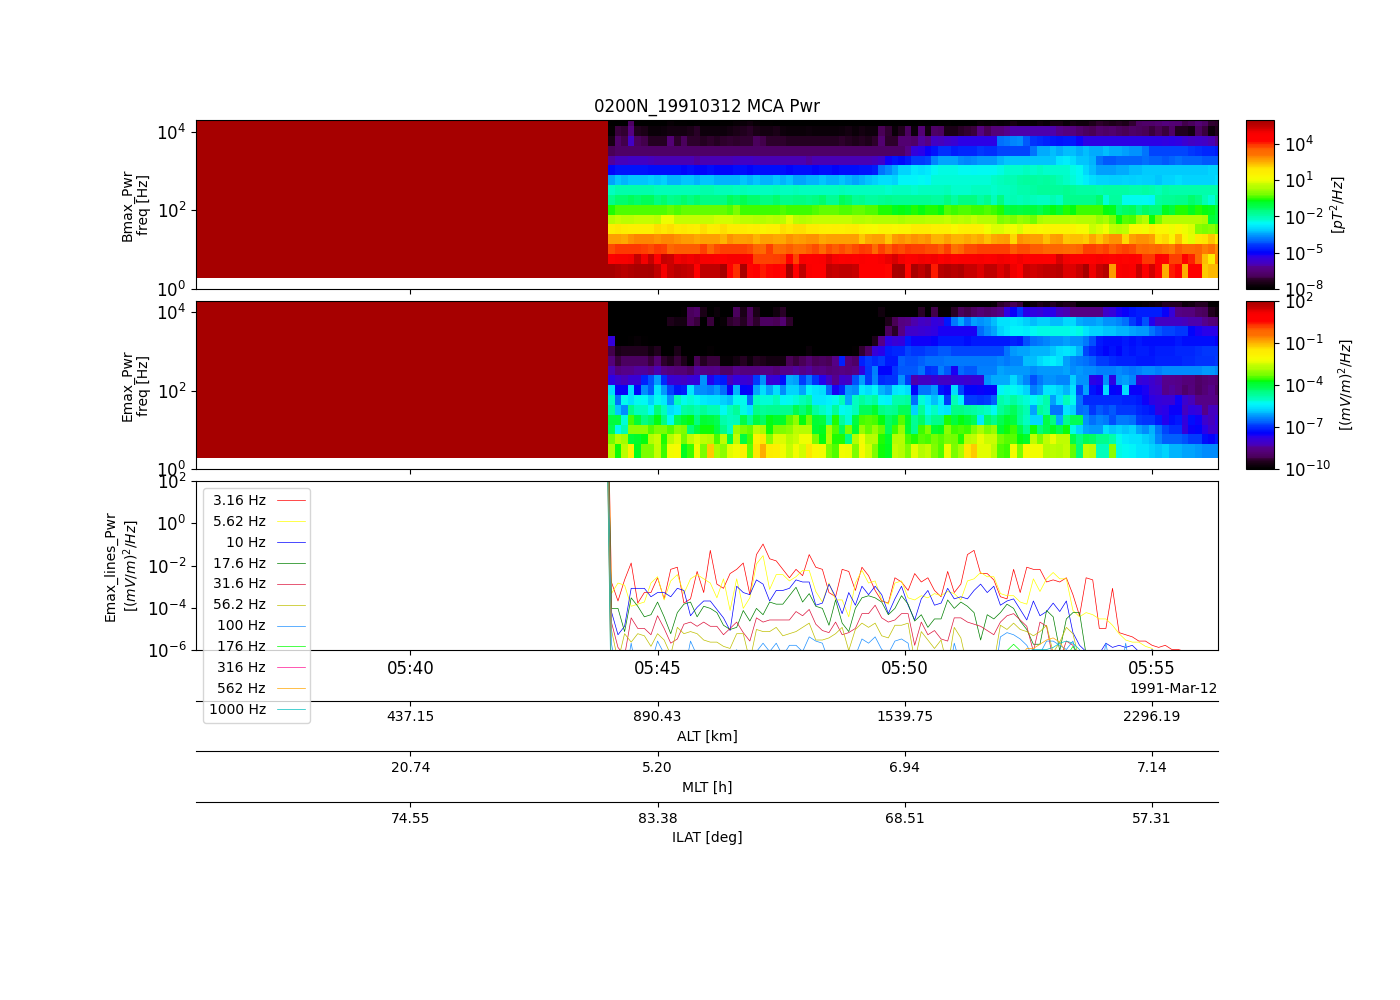 0200N_19910312 MCA Pwr
Bmax_Pwr
freq [Hz]
10^4
10^2
10^0
10^4
10^1
10^-2
10^-5
10^-8
[pT^2/Hz]
Emax_Pwr
freq [Hz]
10^4
10^2
10^0
10^2
10^-1
10^-4
10^-7
10^-10
[(mV/m)^2/Hz]
Emax_lines_Pwr
[(mV/m)^2/Hz]
10^2
10^0
10^-2
10^-4
10^-6
3.16 Hz
5.62 Hz
10 Hz
17.6 Hz
31.6 Hz
56.2 Hz
100 Hz
176 Hz
316 Hz
562 Hz
1000 Hz
05:40 05:45 05:50 05:55
1991-Mar-12
437.15 890.43 1539.75 2296.19
ALT [km]
20.74 5.20 6.94 7.14
MLT [h]
74.55 83.38 68.51 57.31
ILAT [deg]